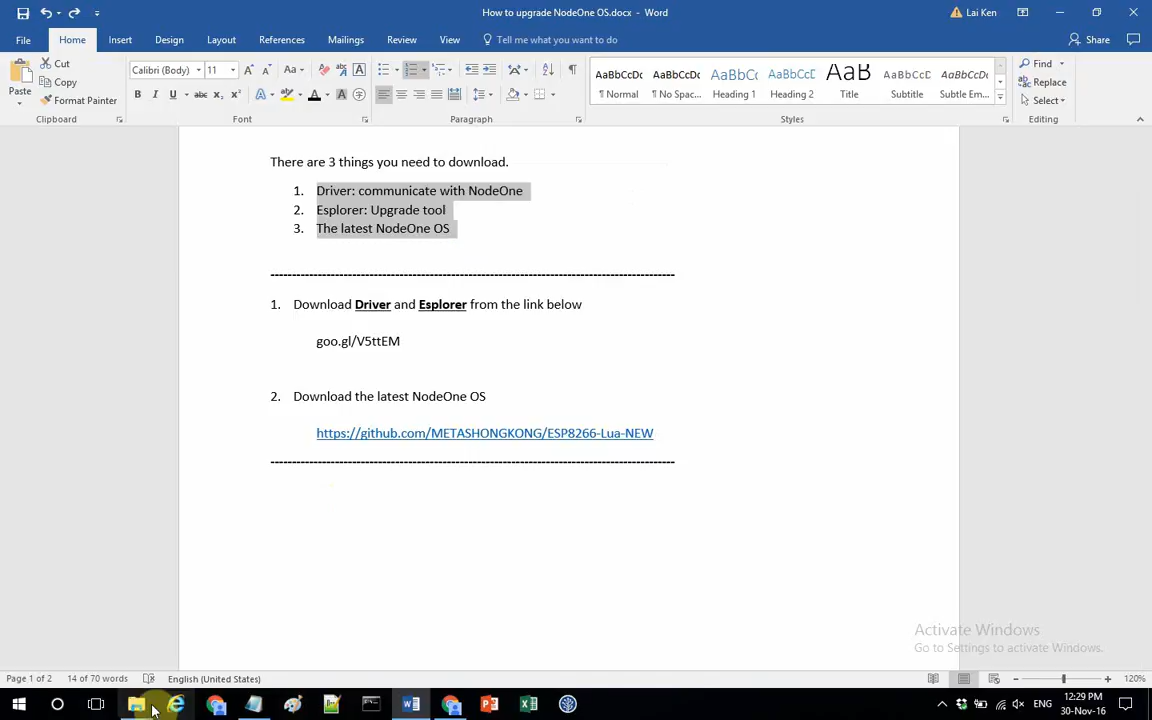 How to upgrade NodeOne OS.docx - Word
Lai Ken
File Home Insert Design Layout References Mailings Review View Tell me what you want to do Share
Paste
Cut
Copy
Format Painter
Clipboard
Calibri (Body) 11
Font
Paragraph
AaBbCcDc AaBbCcDc AaBbC AaBbCcD AaB AaBbCcD AaBbCcDc
¶ Normal ¶ No Spac... Heading 1 Heading 2 Title Subtitle Subtle Em...
Styles
Find
Replace
Select
Editing
There are 3 things you need to download.
1. Driver: communicate with NodeOne
2. Esplorer: Upgrade tool
3. The latest NodeOne OS
1. Download Driver and Esplorer from the link below
goo.gl/V5ttEM
2. Download the latest NodeOne OS
https://github.com/METASHONGKONG/ESP8266-Lua-NEW
Activate Windows
Go to Settings to activate Windows.
Page 1 of 2 14 of 70 words English (United States) 120%
ENG
12:29 PM
30-Nov-16